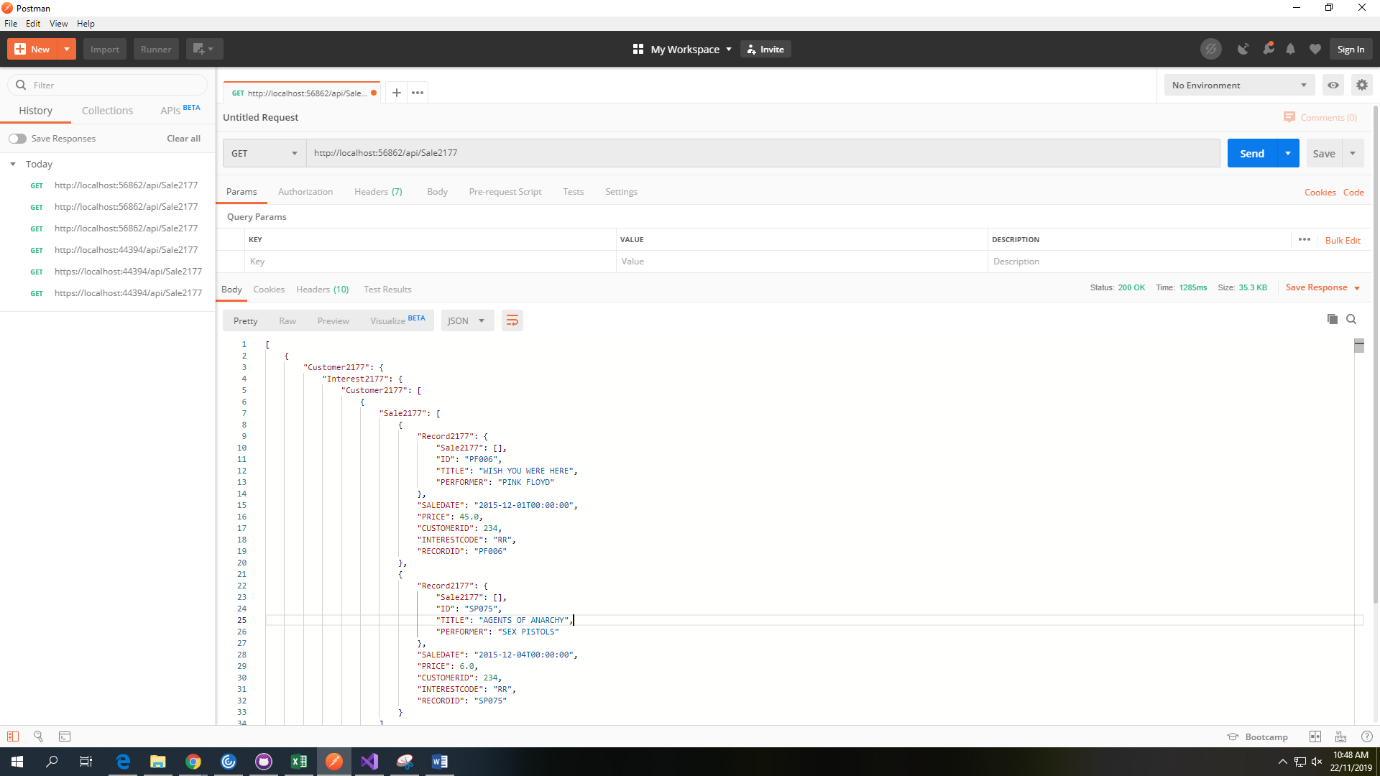 Postman
File Edit View Help
New Import Runner My Workspace Invite Sign In
Filter
History Collections APIs BETA
Save Responses Clear all
Today
GET http://localhost:56862/api/Sale2177
GET http://localhost:56862/api/Sale2177
GET http://localhost:56862/api/Sale2177
GET http://localhost:44394/api/Sale2177
GET https://localhost:44394/api/Sale2177
GET https://localhost:44394/api/Sale2177
GET http://localhost:56862/api/Sale...
No Environment
Untitled Request Comments (0)
GET http://localhost:56862/api/Sale2177 Send Save
Params Authorization Headers (7) Body Pre-request Script Tests Settings Cookies Code
Query Params
KEY VALUE DESCRIPTION Bulk Edit
Key Value Description
Body Cookies Headers (10) Test Results Status: 200 OK Time: 1285ms Size: 35.3 KB Save Response
Pretty Raw Preview Visualize BETA JSON
1 [
2 {
3 "Customer2177": {
4 "Interest2177": {
5 "Customer2177": [
6 {
7 "Sale2177": [
8 {
9 "Record2177": {
10 "Sale2177": [],
11 "ID": "PF006",
12 "TITLE": "WISH YOU WERE HERE",
13 "PERFORMER": "PINK FLOYD"
14 },
15 "SALEDATE": "2015-12-01T00:00:00",
16 "PRICE": 45.0,
17 "CUSTOMERID": 234,
18 "INTERESTCODE": "RR",
19 "RECORDID": "PF006"
20 },
21 {
22 "Record2177": {
23 "Sale2177": [],
24 "ID": "SP075",
25 "TITLE": "AGENTS OF ANARCHY",
26 "PERFORMER": "SEX PISTOLS"
27 },
28 "SALEDATE": "2015-12-04T00:00:00",
29 "PRICE": 6.0,
30 "CUSTOMERID": 234,
31 "INTERESTCODE": "RR",
32 "RECORDID": "SP075"
33 }
34 ]
Bootcamp
10:48 AM
22/11/2019